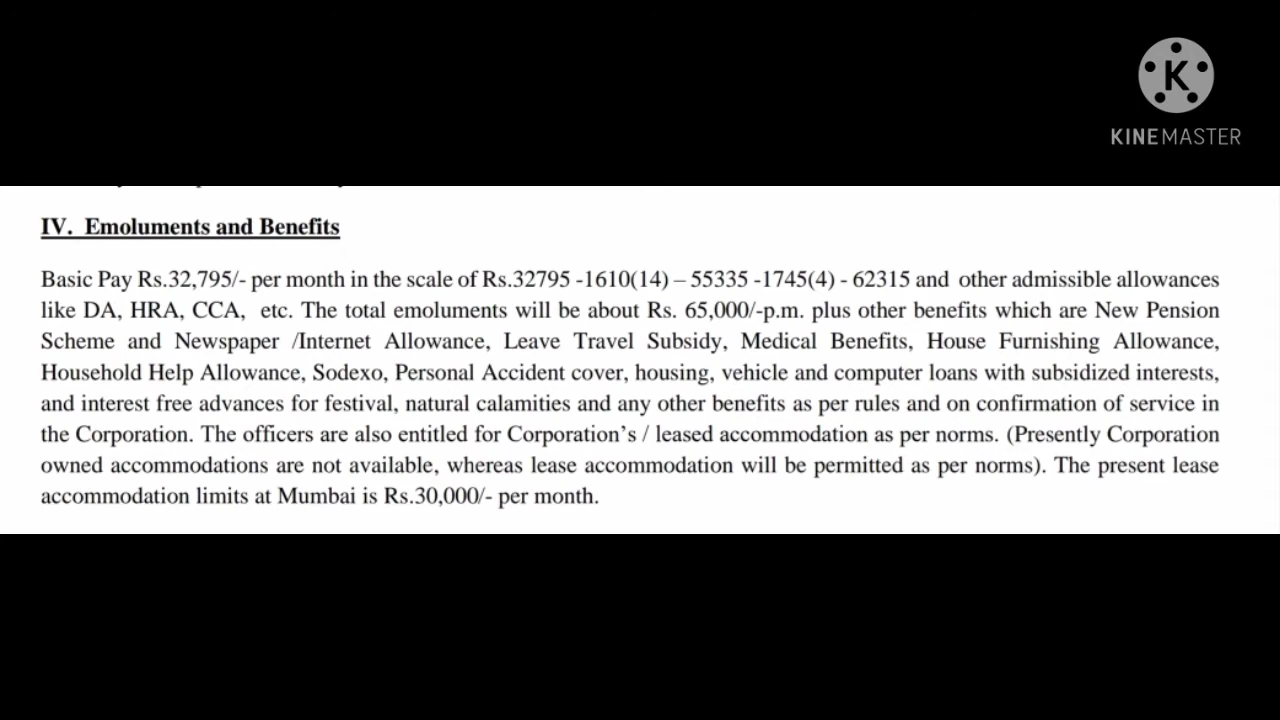 K
KINEMASTER
IV. Emoluments and Benefits
Basic Pay Rs.32,795/- per month in the scale of Rs.32795 -1610(14) – 55335 -1745(4) - 62315 and other admissible allowances
like DA, HRA, CCA, etc. The total emoluments will be about Rs. 65,000/-p.m. plus other benefits which are New Pension
Scheme and Newspaper /Internet Allowance, Leave Travel Subsidy, Medical Benefits, House Furnishing Allowance,
Household Help Allowance, Sodexo, Personal Accident cover, housing, vehicle and computer loans with subsidized interests,
and interest free advances for festival, natural calamities and any other benefits as per rules and on confirmation of service in
the Corporation. The officers are also entitled for Corporation’s / leased accommodation as per norms. (Presently Corporation
owned accommodations are not available, whereas lease accommodation will be permitted as per norms). The present lease
accommodation limits at Mumbai is Rs.30,000/- per month.